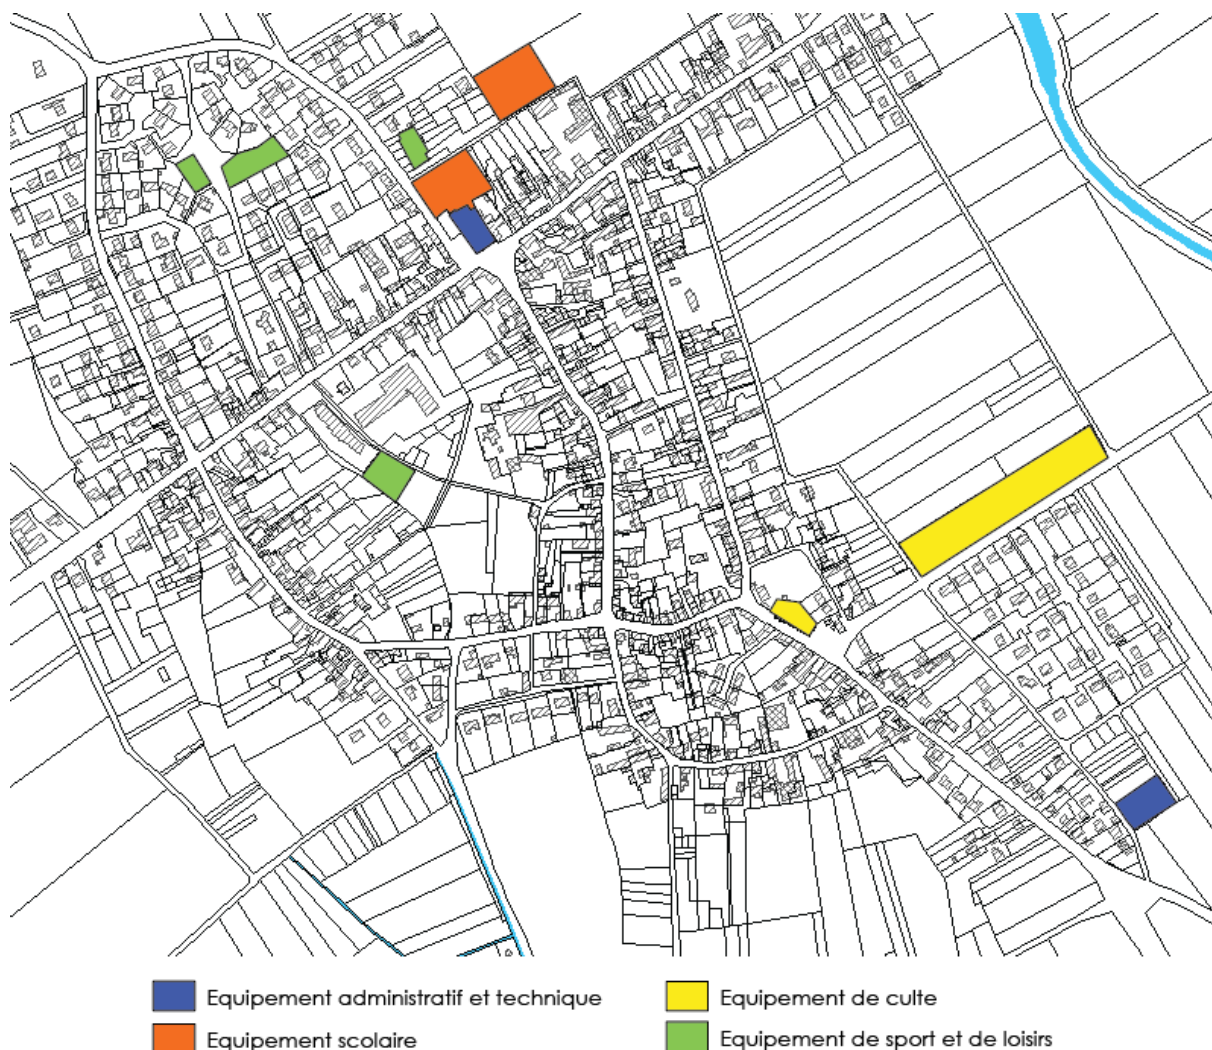 Equipement administratif et technique
Equipement de culte
Equipement scolaire
Equipement de sport et de loisirs